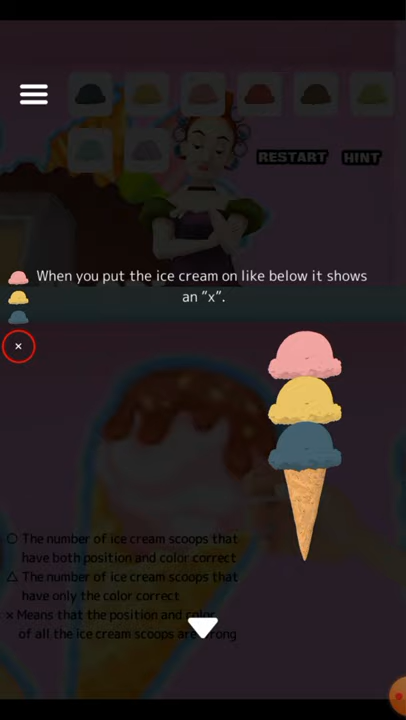 RESTART HINT
When you put the ice cream on like below it shows
an "x".
×
○ The number of ice cream scoops that
have both position and color correct
△ The number of ice cream scoops that
have only the color correct
× Means that the position and color
of all the ice cream scoops are wrong